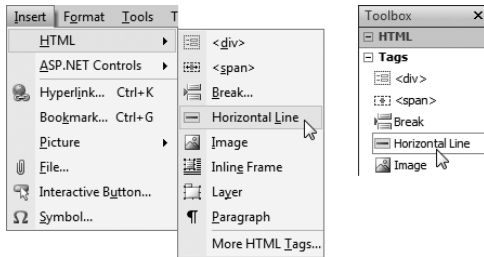 Insert Format Tools T
HTML
ASP.NET Controls
Hyperlink... Ctrl+K
Bookmark... Ctrl+G
Picture
File...
Interactive Button...
Symbol...
<div>
<span>
Break...
Horizontal Line
Image
Inline Frame
Layer
Paragraph
More HTML Tags...
Toolbox x
HTML
Tags
<div>
<span>
Break
Horizontal Line
Image